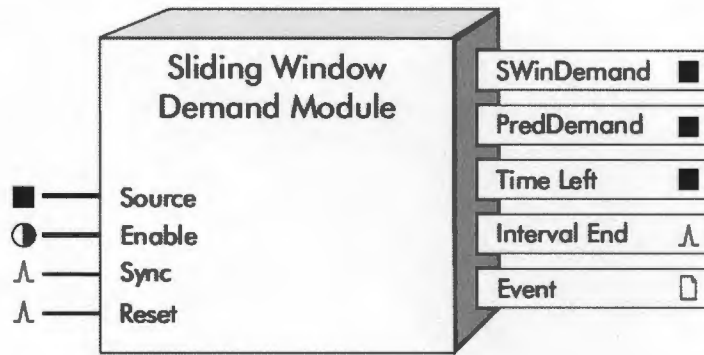 Sliding Window
Demand Module
Source
Enable
Sync
Reset
SWinDemand
PredDemand
Time Left
Interval End
Event